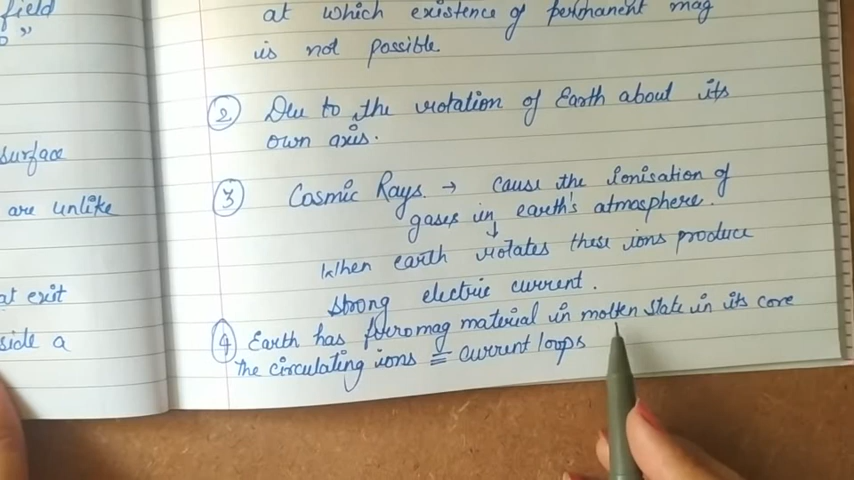 field
surface
are unlike
at exit
side a
at which existence of permanent mag
is not possible
② Due to the rotation of Earth about its
own axis.
③ Cosmic Rays → cause the ionisation of
gases in earth's atmosphere.
↓
When earth rotates these ions produce
strong electric current.
④ Earth has ferromag material in molten state in its core
The circulating ions = current loops